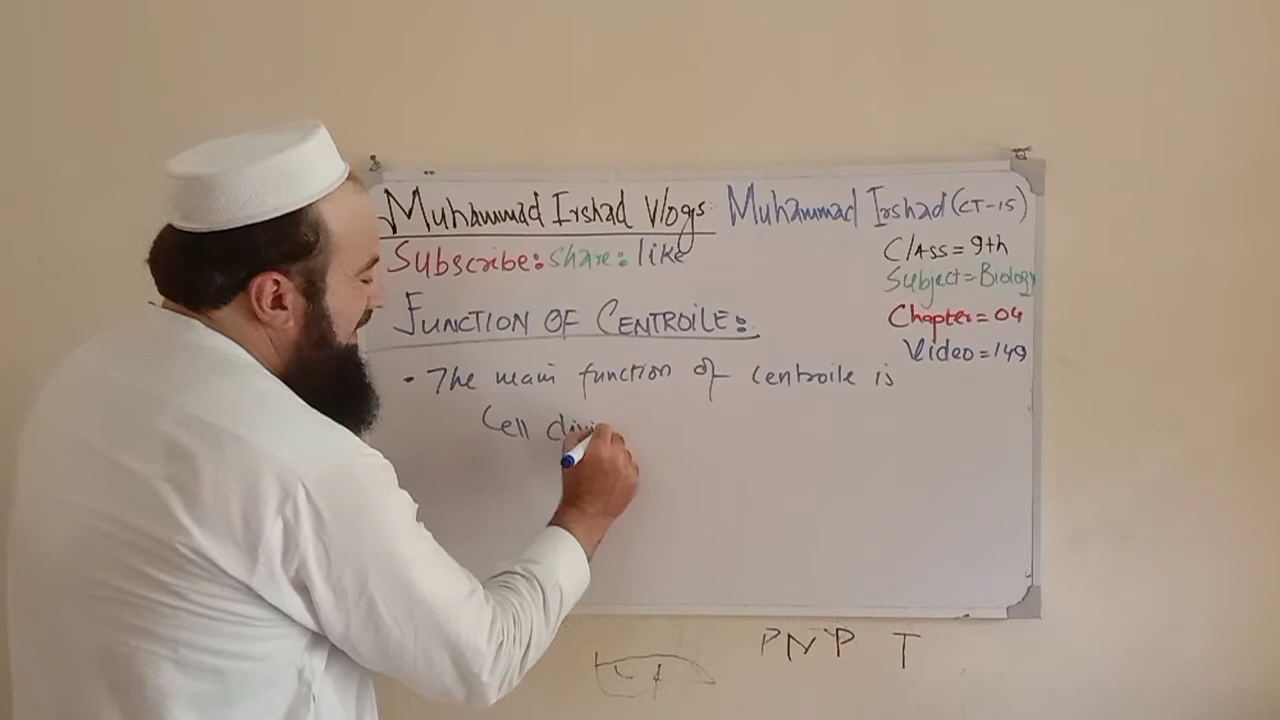 Muhammad Irshad Vlogs: Muhammad Irshad (CT-15)
Subscribe: Share: like
Class = 9th
Subject = Biology
FUNCTION OF CENTROILE:
Chapter = 04
Video = 149
• The main function of centroile is
Cell divi
PNP T